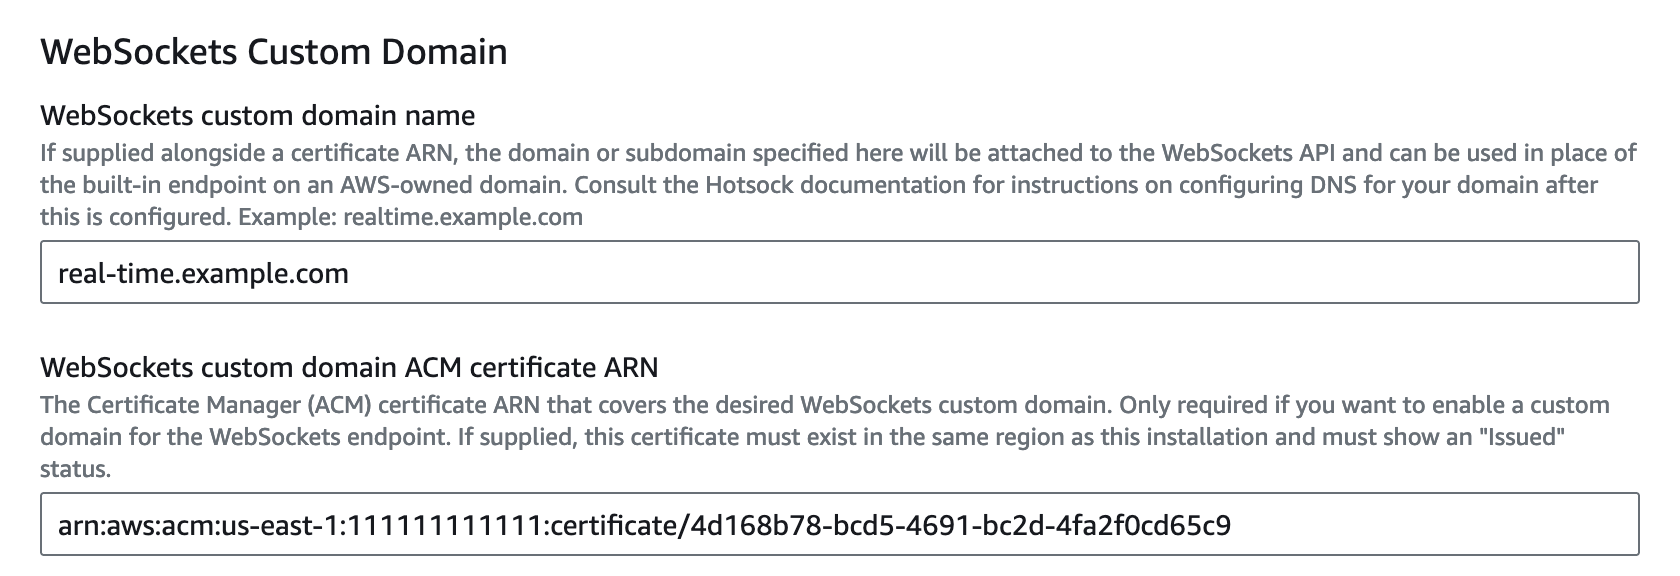 WebSockets Custom Domain
WebSockets custom domain name
If supplied alongside a certificate ARN, the domain or subdomain specified here will be attached to the WebSockets API and can be used in place of
the built-in endpoint on an AWS-owned domain. Consult the Hotsock documentation for instructions on configuring DNS for your domain after
this is configured. Example: realtime.example.com
real-time.example.com
WebSockets custom domain ACM certificate ARN
The Certificate Manager (ACM) certificate ARN that covers the desired WebSockets custom domain. Only required if you want to enable a custom
domain for the WebSockets endpoint. If supplied, this certificate must exist in the same region as this installation and must show an "Issued"
status.
arn:aws:acm:us-east-1:111111111111:certificate/4d168b78-bcd5-4691-bc2d-4fa2f0cd65c9